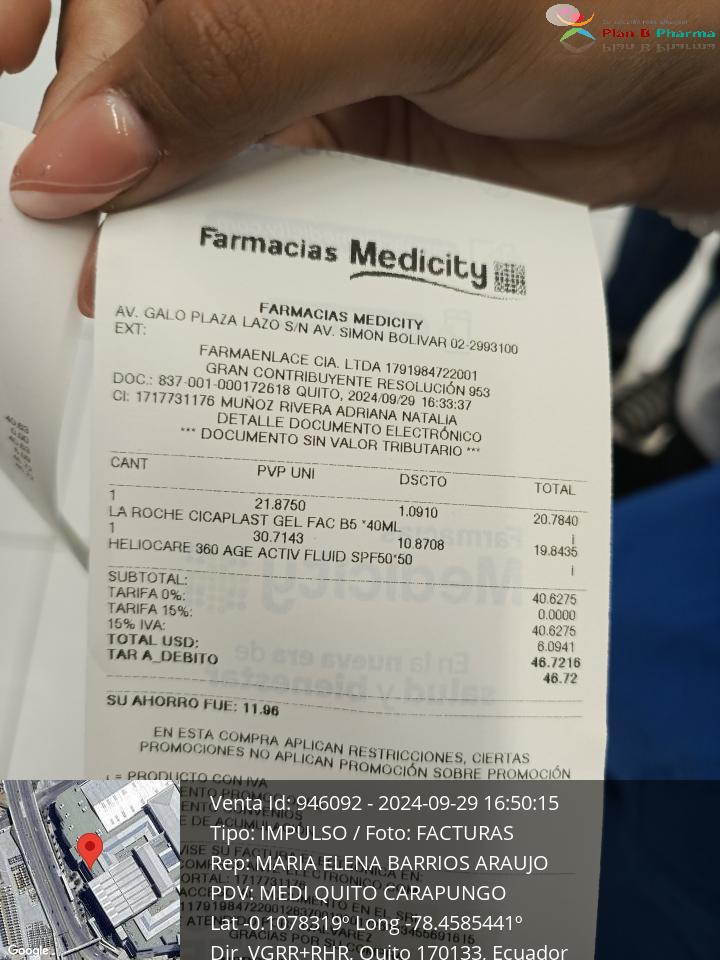 Plan B Pharma
Farmacias Medicity
FARMACIAS MEDICITY
AV. GALO PLAZA LAZO S/N AV. SIMON BOLIVAR 02-2993100
EXT:
FARMAENLACE CIA. LTDA 1791984722001
GRAN CONTRIBUYENTE RESOLUCIÓN 953
DOC.: 837-001-000172618 QUITO, 2024/09/29 16:33:37
CI: 1717731176 MUÑOZ RIVERA ADRIANA NATALIA
DETALLE DOCUMENTO ELECTRÓNICO
*** DOCUMENTO SIN VALOR TRIBUTARIO ***
CANT PVP UNI DSCTO TOTAL
1 21.8750 1.0910 20.7840
LA ROCHE CICAPLAST GEL FAC B5 *40ML i
1 30.7143 10.8708 19.8435
HELIOCARE 360 AGE ACTIV FLUID SPF50*50 i
SUBTOTAL: 40.6275
TARIFA 0%: 0.0000
TARIFA 15%: 40.6275
15% IVA: 6.0941
TOTAL USD: 46.7216
TAR A_DEBITO 46.72
SU AHORRO FUE: 11.96
EN ESTA COMPRA APLICAN RESTRICCIONES, CIERTAS
PROMOCIONES NO APLICAN PROMOCIÓN SOBRE PROMOCIÓN
= PRODUCTO CON IVA
Venta Id: 946092 - 2024-09-29 16:50:15
Tipo: IMPULSO / Foto: FACTURAS
Rep: MARIA ELENA BARRIOS ARAUJO
PDV: MEDI QUITO CARAPUNGO
Lat -0.1078319º Long -78.4585441º
Dir. VGRR+RHR, Quito 170133, Ecuador
Google